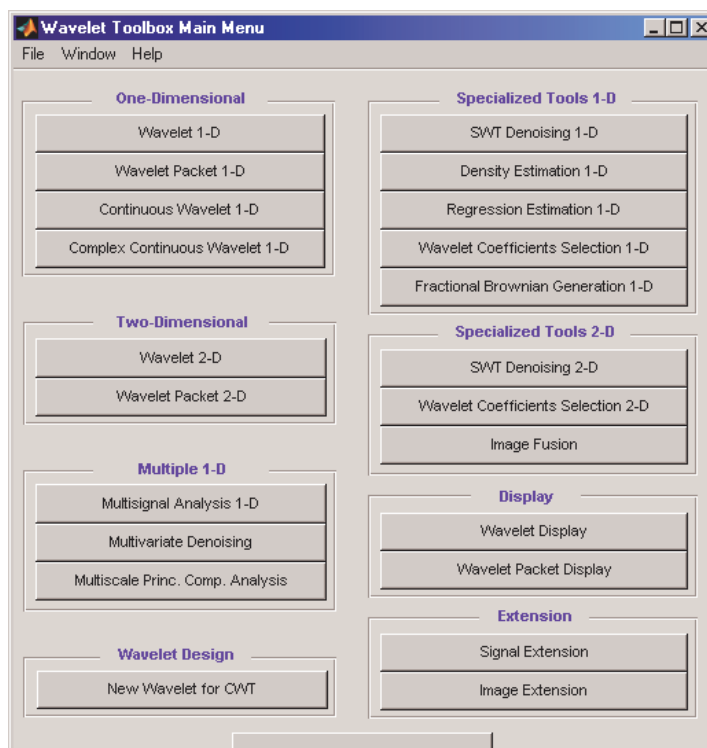 Wavelet Toolbox Main Menu
File Window Help
One-Dimensional
Wavelet 1-D
Wavelet Packet 1-D
Continuous Wavelet 1-D
Complex Continuous Wavelet 1-D
Two-Dimensional
Wavelet 2-D
Wavelet Packet 2-D
Multiple 1-D
Multisignal Analysis 1-D
Multivariate Denoising
Multiscale Princ. Comp. Analysis
Wavelet Design
New Wavelet for CWT
Specialized Tools 1-D
SWT Denoising 1-D
Density Estimation 1-D
Regression Estimation 1-D
Wavelet Coefficients Selection 1-D
Fractional Brownian Generation 1-D
Specialized Tools 2-D
SWT Denoising 2-D
Wavelet Coefficients Selection 2-D
Image Fusion
Display
Wavelet Display
Wavelet Packet Display
Extension
Signal Extension
Image Extension